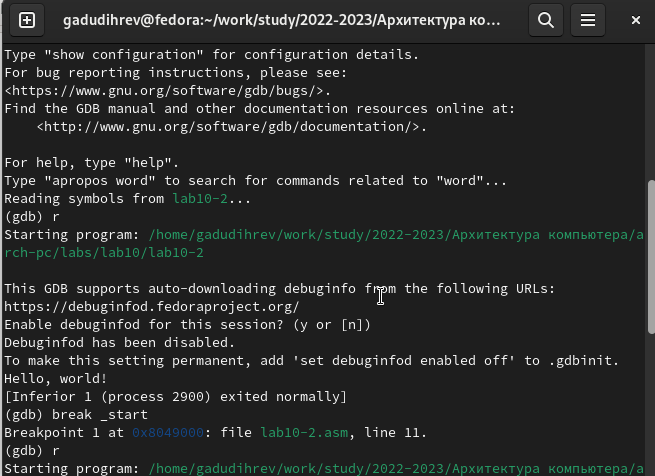 gadudihrev@fedora:~/work/study/2022-2023/Архитектура ко...
Type "show configuration" for configuration details.
For bug reporting instructions, please see:
<https://www.gnu.org/software/gdb/bugs/>.
Find the GDB manual and other documentation resources online at:
    <http://www.gnu.org/software/gdb/documentation/>.

For help, type "help".
Type "apropos word" to search for commands related to "word"...
Reading symbols from lab10-2...
(gdb) r
Starting program: /home/gadudihrev/work/study/2022-2023/Архитектура компьютера/a
rch-pc/labs/lab10/lab10-2

This GDB supports auto-downloading debuginfo from the following URLs:
https://debuginfod.fedoraproject.org/
Enable debuginfod for this session? (y or [n])
Debuginfod has been disabled.
To make this setting permanent, add 'set debuginfod enabled off' to .gdbinit.
Hello, world!
[Inferior 1 (process 2900) exited normally]
(gdb) break _start
Breakpoint 1 at 0x8049000: file lab10-2.asm, line 11.
(gdb) r
Starting program: /home/gadudihrev/work/study/2022-2023/Архитектура компьютера/a